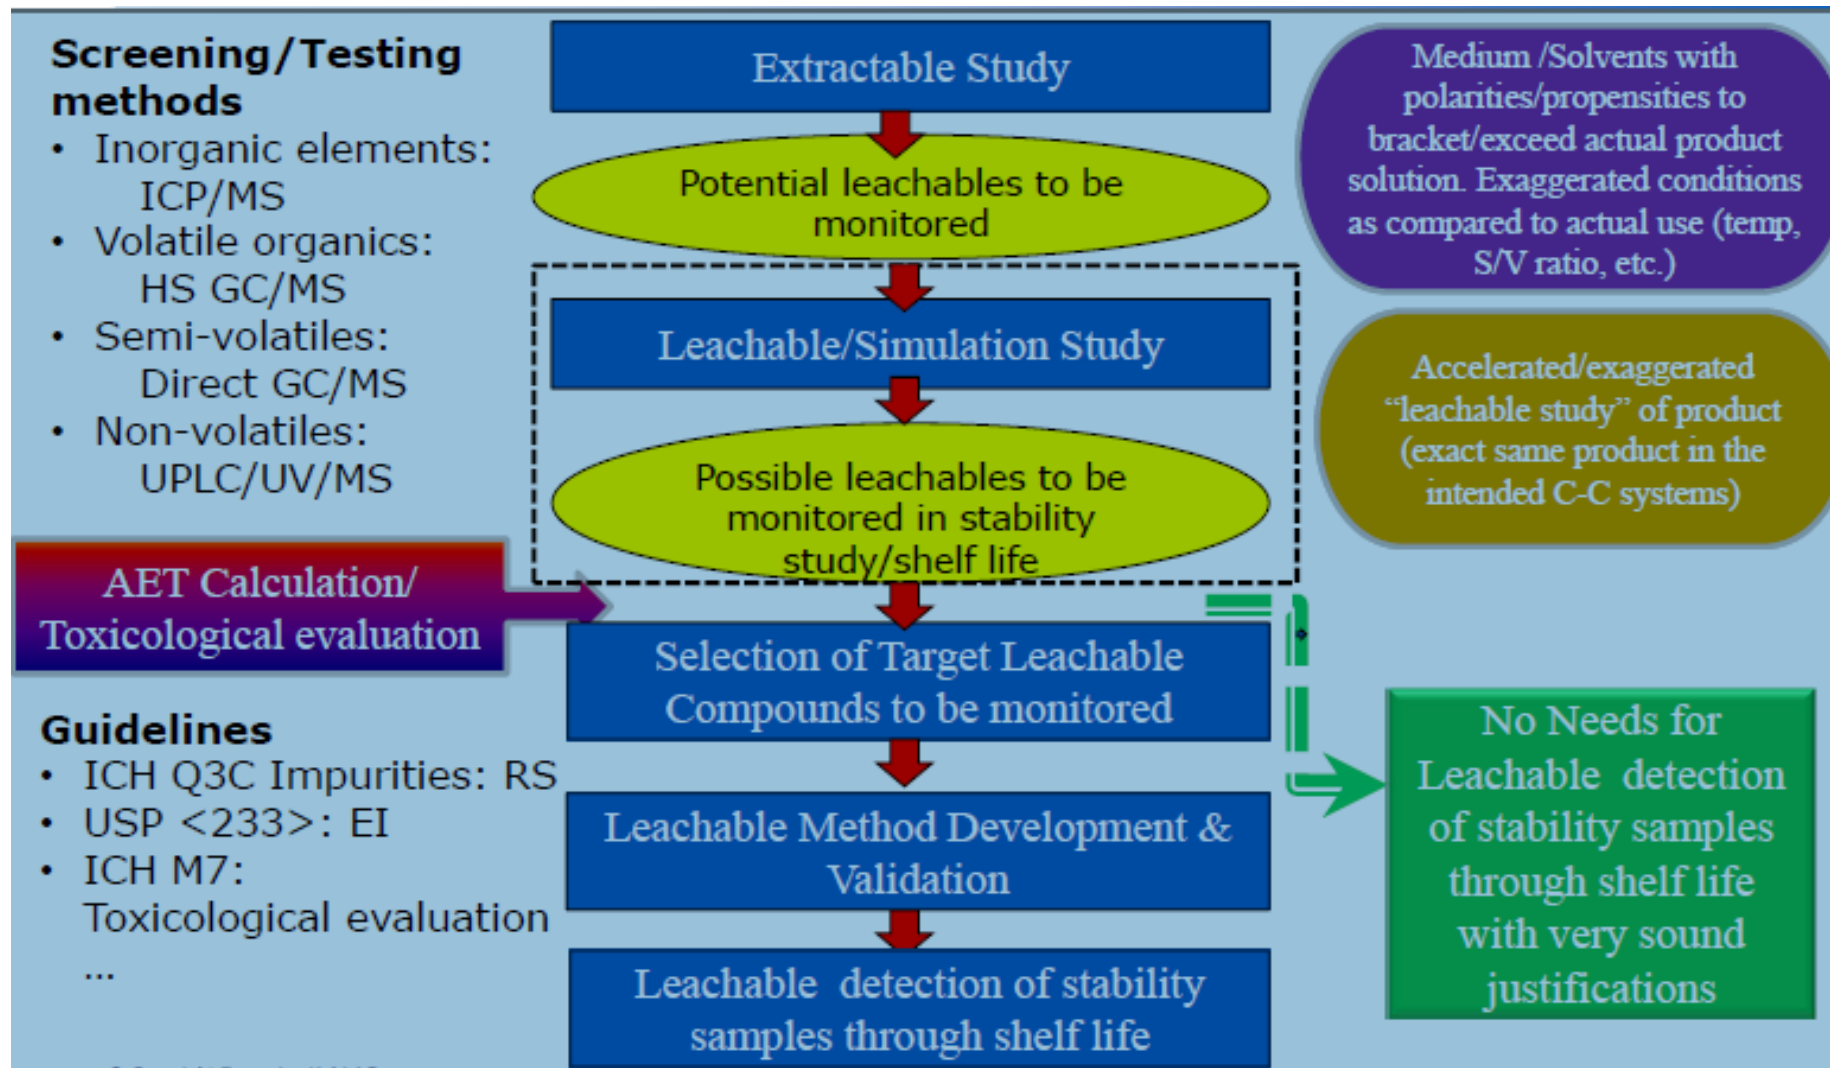 Screening/Testing
methods
• Inorganic elements:
ICP/MS
• Volatile organics:
HS GC/MS
• Semi-volatiles:
Direct GC/MS
• Non-volatiles:
UPLC/UV/MS
AET Calculation/
Toxicological evaluation
Guidelines
• ICH Q3C Impurities: RS
• USP <233>: EI
• ICH M7:
Toxicological evaluation
...
Extractable Study
Potential leachables to be
monitored
Leachable/Simulation Study
Possible leachables to be
monitored in stability
study/shelf life
Selection of Target Leachable
Compounds to be monitored
Leachable Method Development &
Validation
Leachable detection of stability
samples through shelf life
Medium /Solvents with
polarities/propensities to
bracket/exceed actual product
solution. Exaggerated conditions
as compared to actual use (temp,
S/V ratio, etc.)
Accelerated/exaggerated
“leachable study” of product
(exact same product in the
intended C-C systems)
No Needs for
Leachable detection
of stability samples
through shelf life
with very sound
justifications